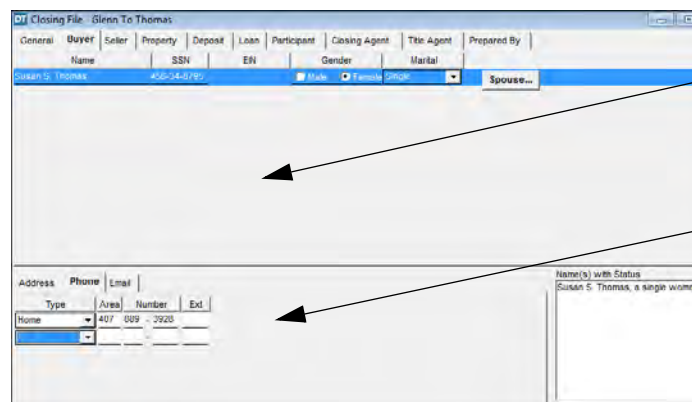 DT Closing File - Glenn To Thomas
General Buyer Seller Property Deposit Loan Participant Closing Agent Title Agent Prepared By
Name SSN EIN Gender Marital
Susan S. Thomas 456-34-8795 Male Female Single Spouse...
Address Phone Email
Name(s) with Status
Susan S. Thomas, a single woma
Type Area Number Ext
Home 407 889 - 3928
-